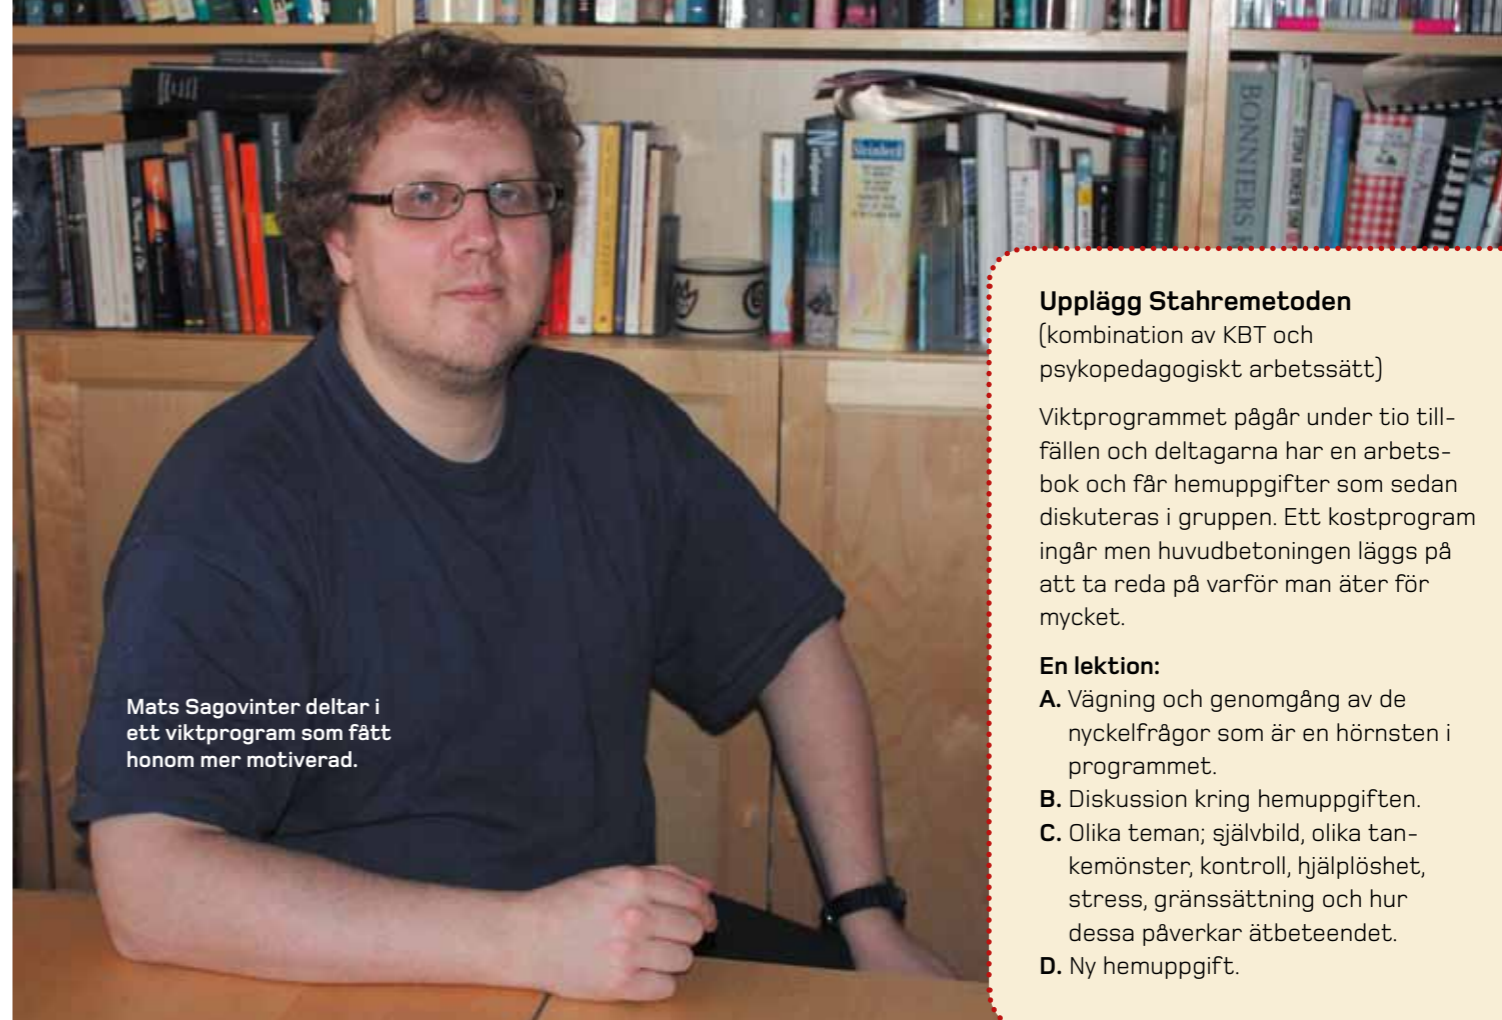 BONNIERS
Steinbeck
Mats Sagovinter deltar i
ett viktprogram som fått
honom mer motiverad.
Upplägg Stahremetoden
(kombination av KBT och
psykopedagogiskt arbetssätt)
Viktprogrammet pågår under tio till-
fällen och deltagarna har en arbets-
bok och får hemuppgifter som sedan
diskuteras i gruppen. Ett kostprogram
ingår men huvudbetoningen läggs på
att ta reda på varför man äter för
mycket.
En lektion:
A. Vägning och genomgång av de
nyckelfrågor som är en hörnsten i
programmet.
B. Diskussion kring hemuppgiften.
C. Olika teman; självbild, olika tan-
kemönster, kontroll, hjälplöshet,
stress, gränssättning och hur
dessa påverkar ätbeteendet.
D. Ny hemuppgift.